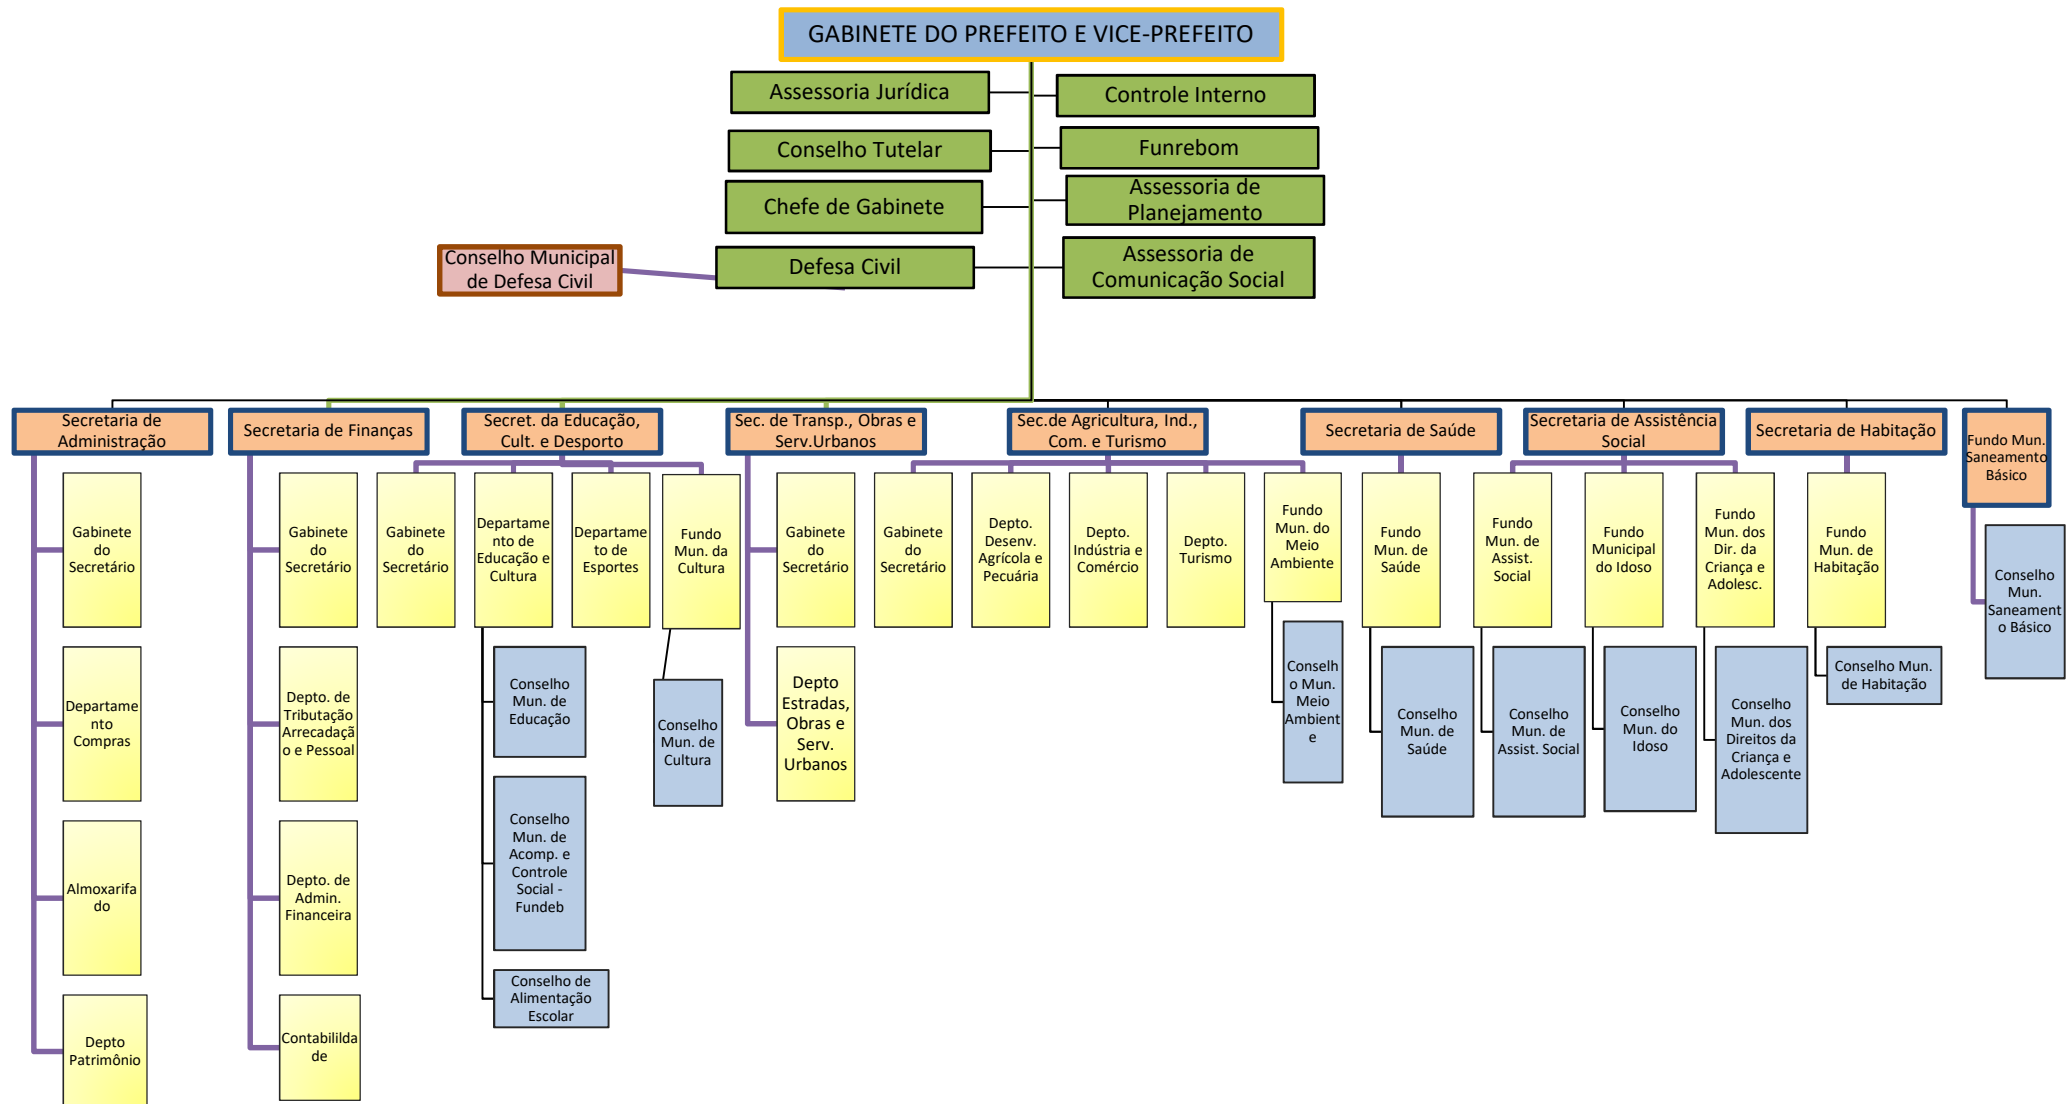 GABINETE DO PREFEITO E VICE-PREFEITO
Assessoria Jurídica
Controle Interno
Conselho Tutelar
Funrebom
Chefe de Gabinete
Assessoria de
Planejamento
Conselho Municipal
de Defesa Civil
Defesa Civil
Assessoria de
Comunicação Social
Secretaria de
Administração
Secretaria de Finanças
Secret. da Educação,
Cult. e Desporto
Sec. de Transp., Obras e
Serv.Urbanos
Sec.de Agricultura, Ind.,
Com. e Turismo
Secretaria de Saúde
Secretaria de Assistência
Social
Secretaria de Habitação
Fundo Mun.
Saneamento
Básico
Gabinete
do
Secretário
Gabinete
do
Secretário
Gabinete
do
Secretário
Departame
nto de
Educação e
Cultura
Departame
nto de
Esportes
Fundo
Mun. da
Cultura
Gabinete
do
Secretário
Gabinete
do
Secretário
Depto.
Desenv.
Agrícola e
Pecuária
Depto.
Indústria e
Comércio
Depto.
Turismo
Fundo
Mun. do
Meio
Ambiente
Fundo
Mun. de
Saúde
Fundo
Mun. de
Assist.
Social
Fundo
Municipal
do Idoso
Fundo
Mun. dos
Dir. da
Criança e
Adolesc.
Fundo
Mun. de
Habitação
Conselho
Mun.
Saneament
o Básico
Departame
nto
Compras
Depto. de
Tributação
Arrecadaçã
o e Pessoal
Conselho
Mun. de
Educação
Conselho
Mun. de
Cultura
Depto
Estradas,
Obras e
Serv.
Urbanos
Conselh
o Mun.
Meio
Ambient
e
Conselho
Mun. de
Saúde
Conselho
Mun. de
Assist. Social
Conselho
Mun. do
Idoso
Conselho
Mun. dos
Direitos da
Criança e
Adolescente
Conselho Mun.
de Habitação
Almoxarifa
do
Depto. de
Admin.
Financeira
Conselho
Mun. de
Acomp. e
Controle
Social -
Fundeb
Conselho de
Alimentação
Escolar
Depto
Patrimônio
Contabililda
de